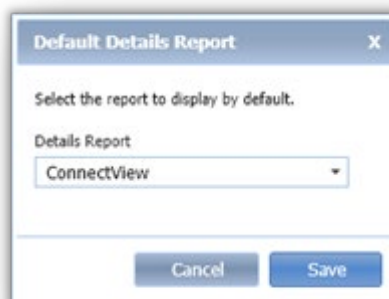 Default Details Report X
Select the report to display by default.
Details Report
ConnectView
Cancel Save